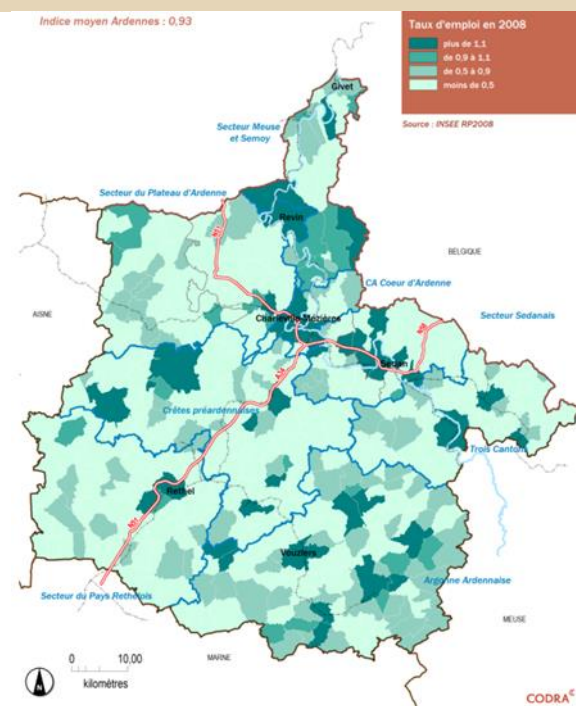 Indice moyen Ardennes : 0,93
Taux d'emploi en 2008
plus de 1,1
de 0,9 à 1,1
de 0,5 à 0,9
moins de 0,5
Source : INSEE RP2008
Givet
Secteur Meuse
et Semoy
Secteur du Plateau d'Ardenne
Revin
BELGIQUE
CA Coeur d'Ardenne
AISNE
Charleville-Mézières
Secteur Sedanais
Sedan
A34
Crêtes préardennaises
Trois Cantons
Rethel
Vouziers
Argonne Ardennaise
Secteur du Pays Rethélois
MEUSE
MARNE
0 10,00
kilomètres
N
CODRA©